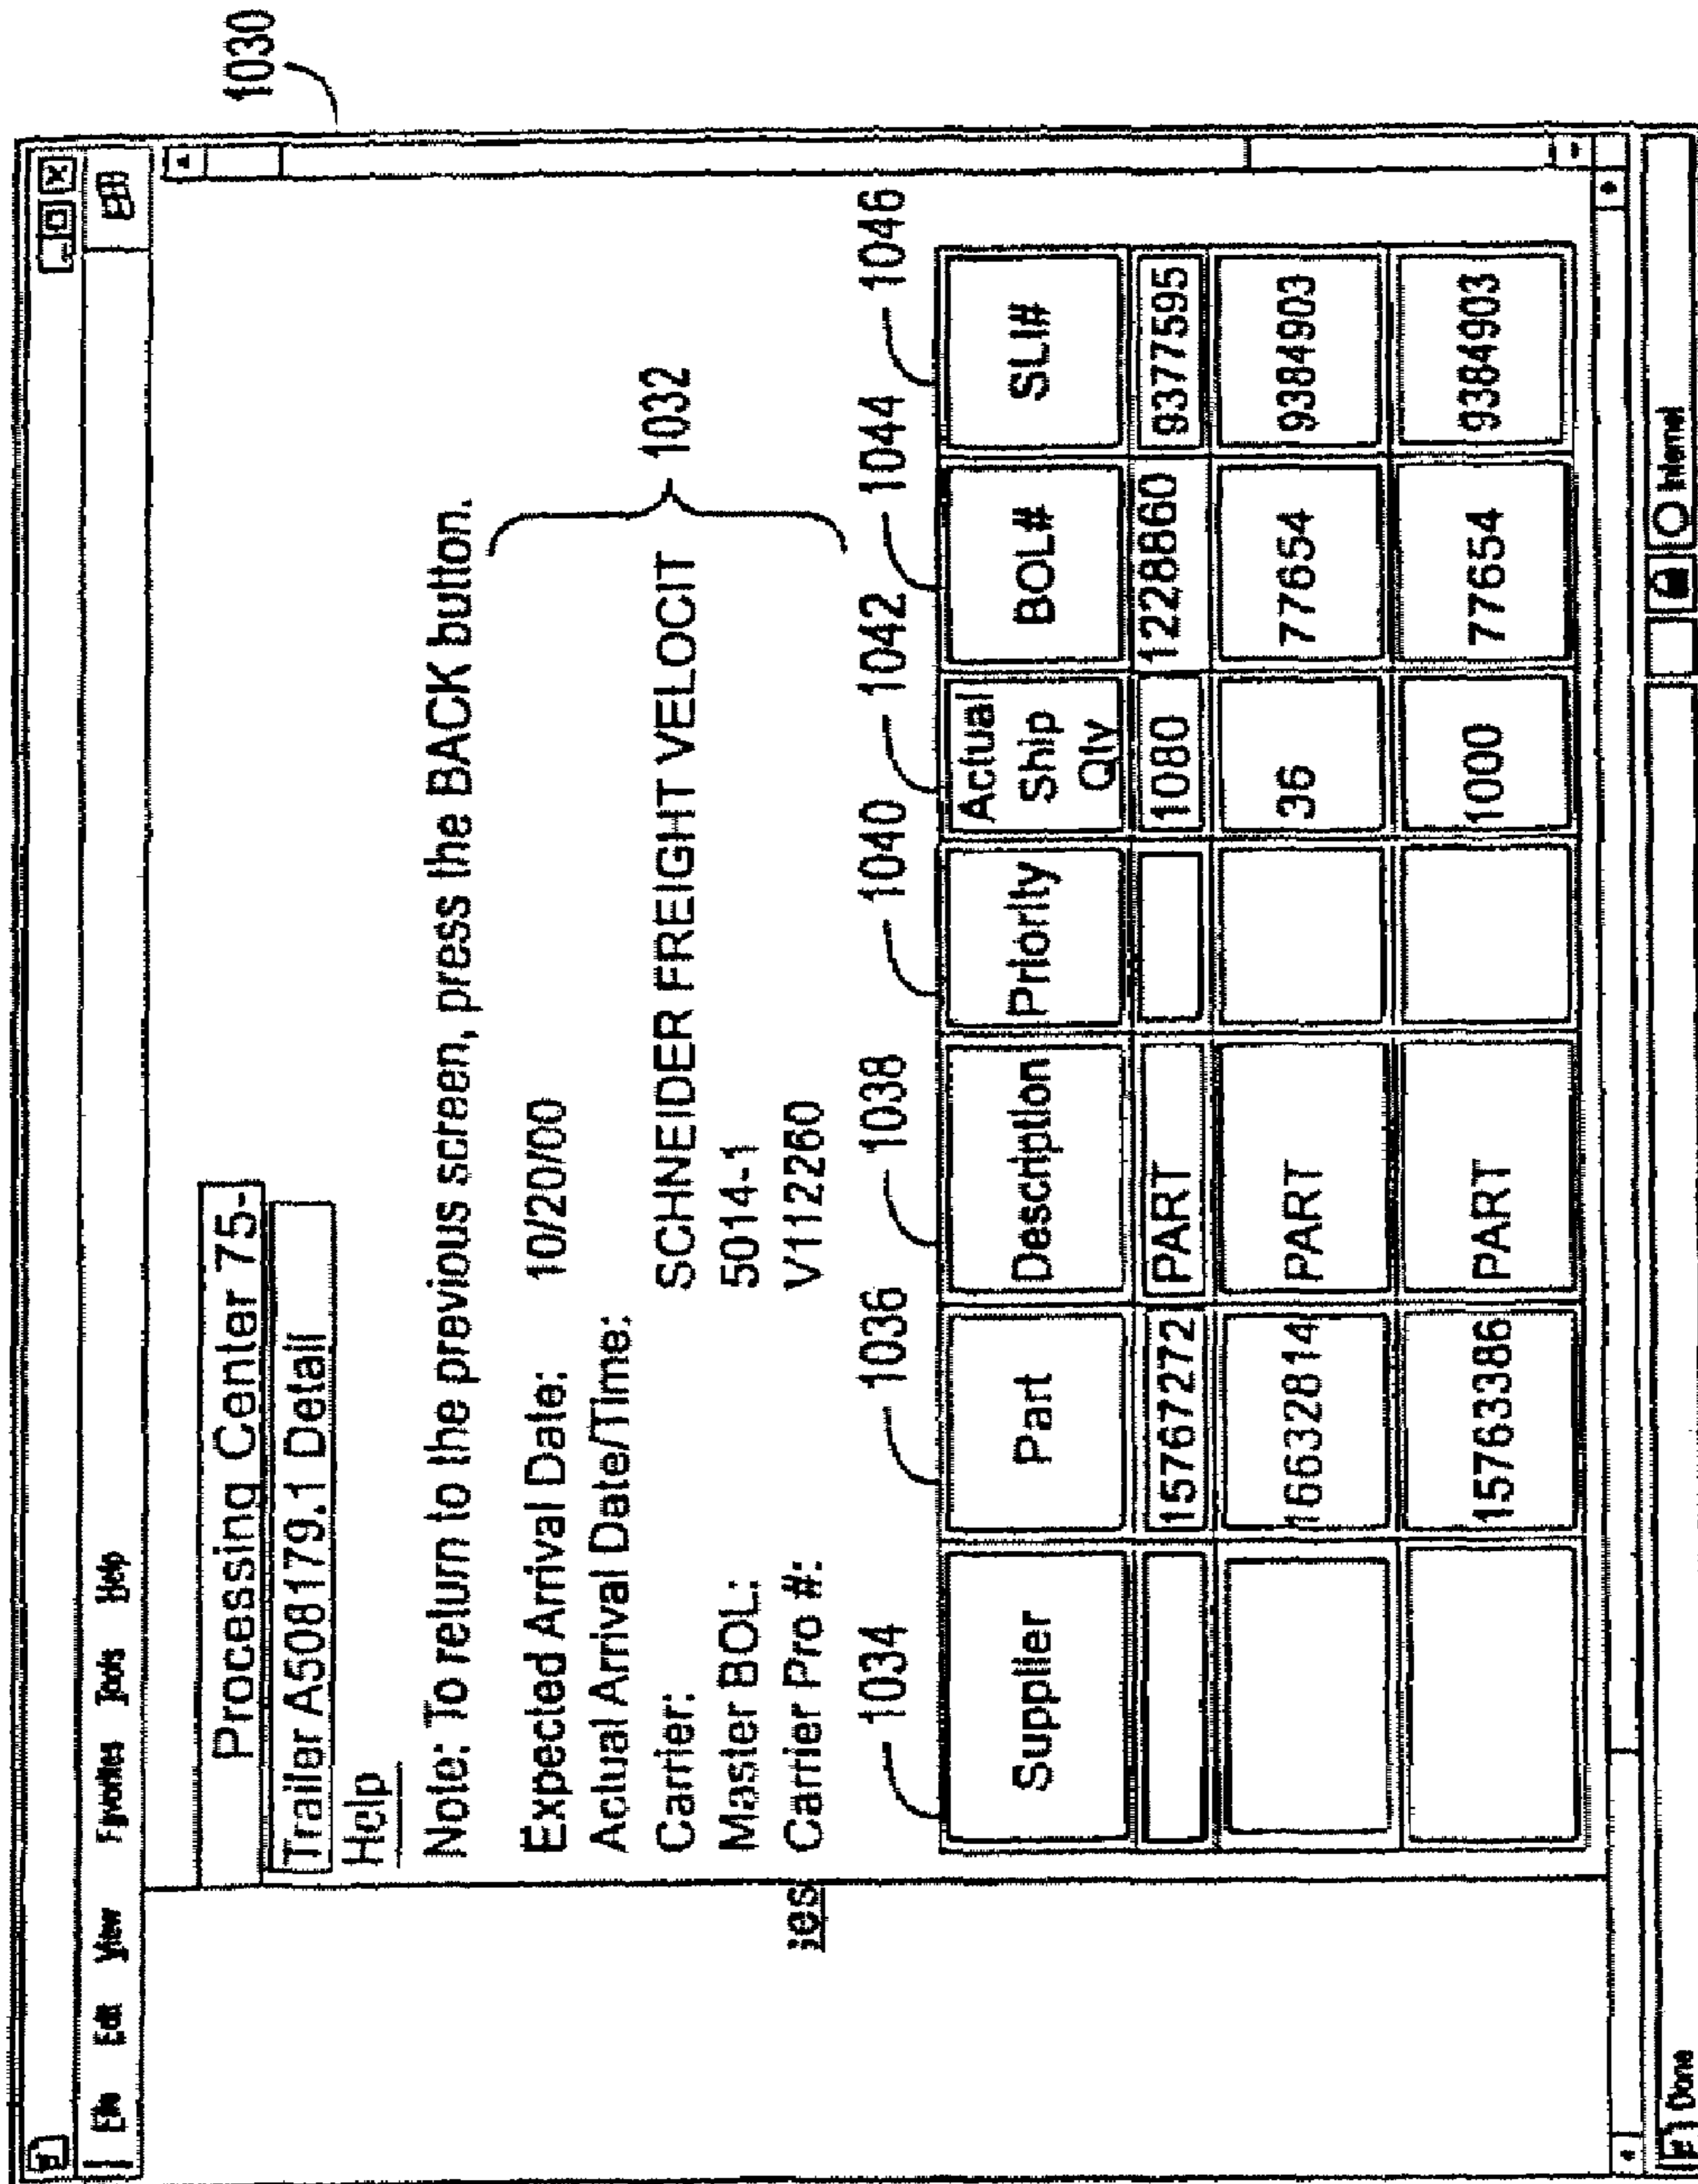 1030
File Edit View Favorites Tools Help
Processing Center 75-
Trailer A508179.1 Detail
Help
Note: To return to the previous screen, press the BACK button.
Expected Arrival Date: 10/20/00
Actual Arrival Date/Time:
Carrier: SCHNEIDER FREIGHT VELOCIT
1032
Master BOL: 5014-1
ies
Carrier Pro #: V112260
1034 1036 1038 1040 1042 1044 1046
Supplier Part Description Priority Actual Ship Qty BOL# SLI#
15767272 PART 1080 1228860 9377595
16632814 PART 36 77654 9384903
15763386 PART 1000 77654 9384903
Done Internet